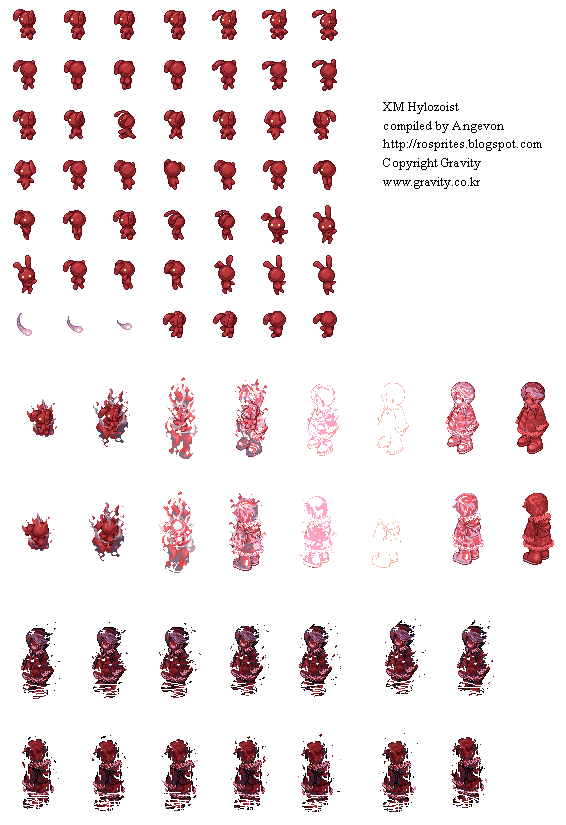 XM Hylozoist
compiled by Angevon
http://rosprites.blogspot.com
Copyright Gravity
www.gravity.co.kr